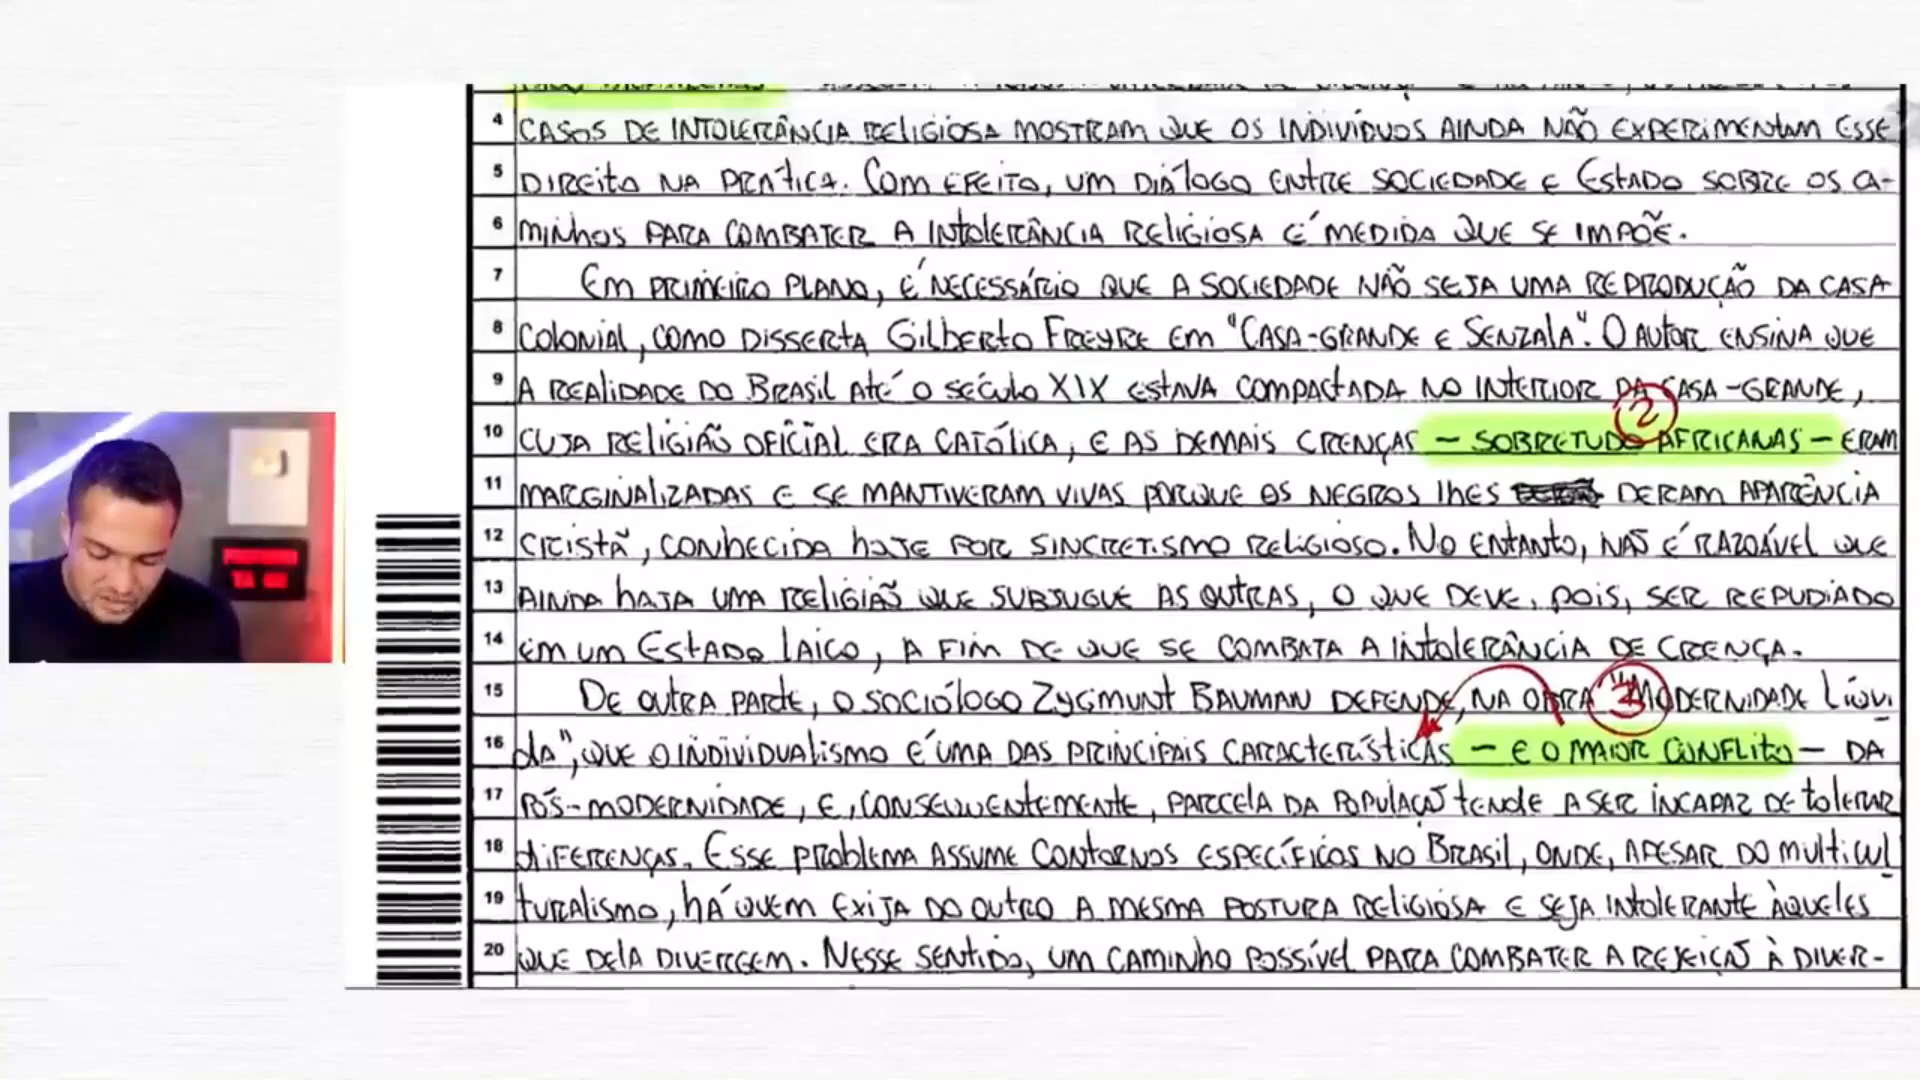 4 CASOS DE INTOLERÂNCIA RELIGIOSA MOSTRAM QUE OS INDIVÍDUOS AINDA NÃO EXPERIMENTAM ESSE
5 DIREITO NA PRÁTICA. COM EFEITO, UM DIÁLOGO ENTRE SOCIEDADE E ESTADO SOBRE OS CA-
6 MINHOS PARA COMBATER A INTOLERÂNCIA RELIGIOSA É MEDIDA QUE SE IMPÕE.
7 EM PRIMEIRO PLANO, É NECESSÁRIO QUE A SOCIEDADE NÃO SEJA UMA REPRODUÇÃO DA CASA
8 COLONIAL, COMO DISSERTA GILBERTO FREYRE EM "CASA-GRANDE E SENZALA". O AUTOR ENSINA QUE
9 A REALIDADE DO BRASIL ATÉ O SÉCULO XIX ESTAVA COMPACTADA NO INTERIOR DA CASA-GRANDE,
2
10 CUJA RELIGIÃO OFICIAL ERA CATÓLICA, E AS DEMAIS CRENÇAS – SOBRETUDO AFRICANAS – ERAM
11 MARGINALIZADAS E SE MANTIVERAM VIVAS PORQUE OS NEGROS LHES DERAM APARÊNCIA
12 CRISTÃ, CONHECIDA HOJE POR SINCRETISMO RELIGIOSO. NO ENTANTO, NÃO É RAZOÁVEL QUE
13 AINDA HAJA UMA RELIGIÃO QUE SUBJUGUE AS OUTRAS, O QUE DEVE, POIS, SER REPUDIADO
14 EM UM ESTADO LAICO, A FIM DE QUE SE COMBATA A INTOLERÂNCIA DE CRENÇA.
15 DE OUTRA PARTE, O SOCIÓLOGO ZYGMUNT BAUMAN DEFENDE, NA OBRA "MODERNIDADE LÍQUI-
3
16 DA", QUE O INDIVIDUALISMO É UMA DAS PRINCIPAIS CARACTERÍSTICAS – E O MAIOR CONFLITO – DA
17 PÓS-MODERNIDADE, E, CONSEQUENTEMENTE, PARCELA DA POPULAÇÃO TENDE A SER INCAPAZ DE TOLERAR
18 DIFERENÇAS. ESSE PROBLEMA ASSUME CONTORNOS ESPECÍFICOS NO BRASIL, ONDE, APESAR DO MULTICUL-
19 TURALISMO, HÁ QUEM EXIJA DO OUTRO A MESMA POSTURA RELIGIOSA E SEJA INTOLERANTE ÀQUELES
20 QUE DELA DIVERGEM. NESSE SENTIDO, UM CAMINHO POSSÍVEL PARA COMBATER A REJEIÇÃO À DIVER-